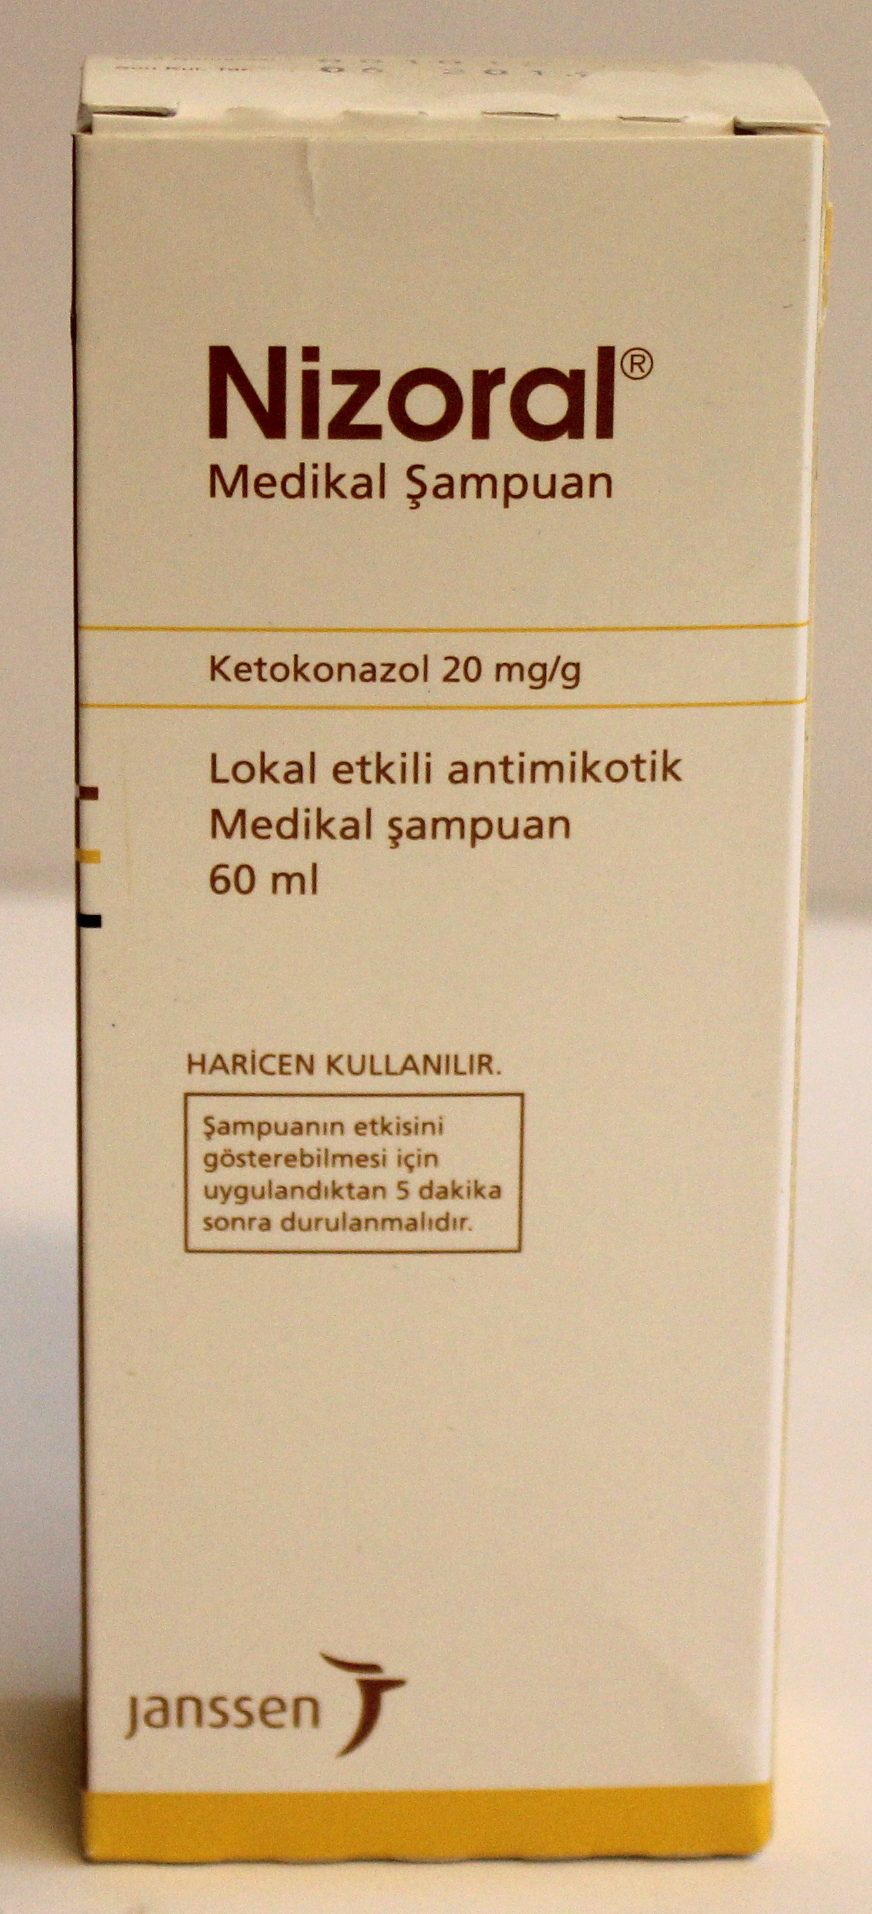 Nizoral®
Medikal Şampuan
Ketokonazol 20 mg/g
Lokal etkili antimikotik
Medikal şampuan
60 ml
HARİCEN KULLANILIR.
Şampuanın etkisini
gösterebilmesi için
uygulandıktan 5 dakika
sonra durulanmalıdır.
janssen